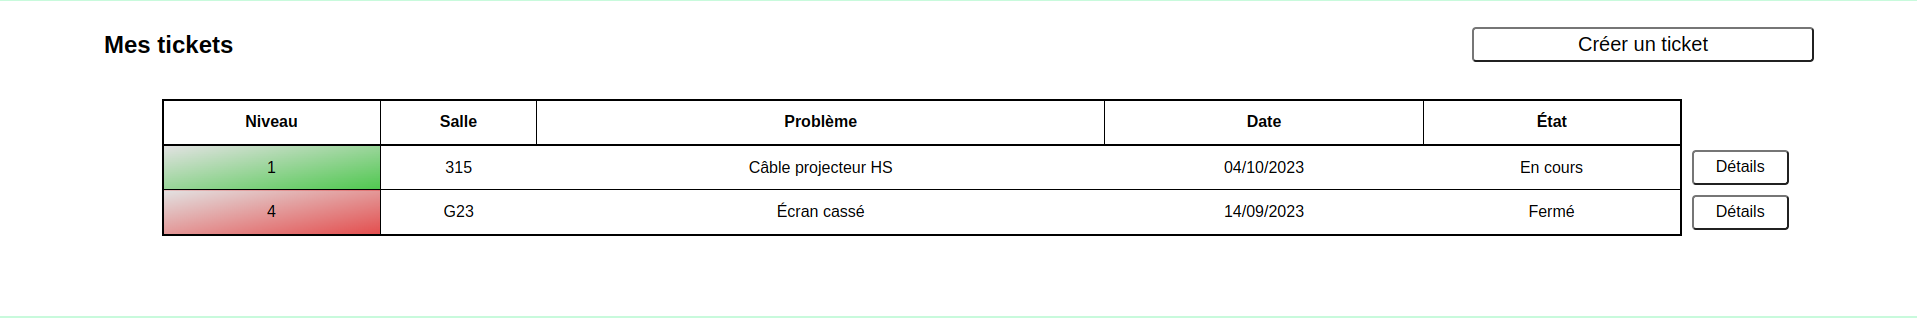 Mes tickets
Créer un ticket
Niveau Salle Problème Date État
1 315 Câble projecteur HS 04/10/2023 En cours Détails
4 G23 Écran cassé 14/09/2023 Fermé Détails